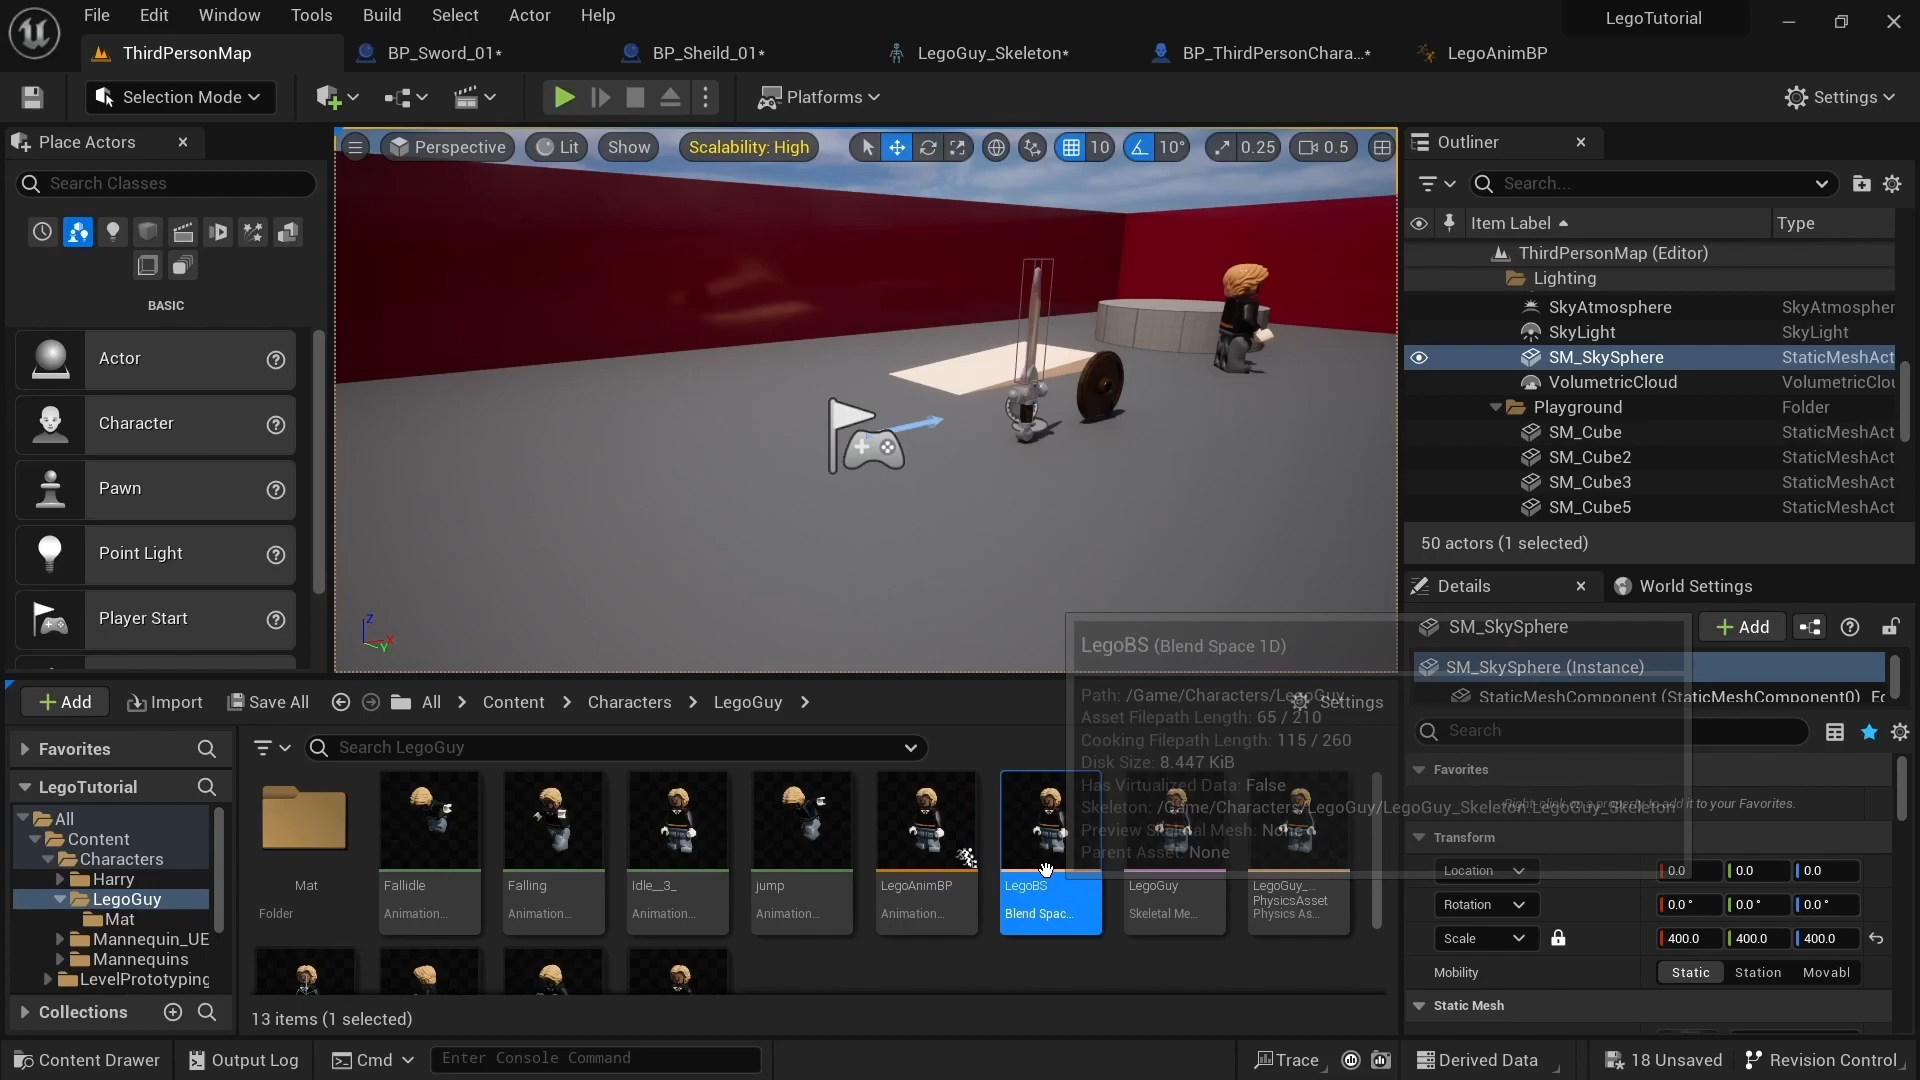 File Edit Window Tools Build Select Actor Help
LegoTutorial
ThirdPersonMap
BP_Sword_01*
BP_Sheild_01*
LegoGuy_Skeleton*
BP_ThirdPersonChara...*
LegoAnimBP
Selection Mode
Platforms
Settings
Place Actors
Search Classes
BASIC
Actor
Character
Pawn
Point Light
Player Start
Perspective
Lit
Show
Scalability: High
10
10°
0.25
0.5
Outliner
Search...
Item Label
Type
ThirdPersonMap (Editor)
Lighting
SkyAtmosphere SkyAtmospher
SkyLight SkyLight
SM_SkySphere StaticMeshAct
VolumetricCloud VolumetricClou
Playground Folder
SM_Cube StaticMeshAct
SM_Cube2 StaticMeshAct
SM_Cube3 StaticMeshAct
SM_Cube5 StaticMeshAct
50 actors (1 selected)
Details
World Settings
SM_SkySphere
Add
SM_SkySphere (Instance)
StaticMeshComponent (StaticMeshComponent0)
Search
Favorites
Right-click on a property to add it to your Favorites.
Transform
Location 0.0 0.0 0.0
Rotation 0.0° 0.0° 0.0°
Scale 400.0 400.0 400.0
Mobility Static Station Movabl
Static Mesh
LegoBS (Blend Space 1D)
Path: /Game/Characters/LegoGuy
Asset Filepath Length: 65 / 210
Cooking Filepath Length: 115 / 260
Disk Size: 8.447 KiB
Has Virtualized Data: False
Skeleton: /Game/Characters/LegoGuy/LegoGuy_Skeleton.LegoGuy_Skeleton
Preview Skeletal Mesh: None
Parent Asset: None
Add
Import
Save All
All
Content
Characters
LegoGuy
Settings
Favorites
LegoTutorial
All
Content
Characters
Harry
LegoGuy
Mat
Mannequin_UE
Mannequins
LevelPrototyping
Collections
Search LegoGuy
Mat
Folder
Fallidle
Animation...
Falling
Animation...
Idle__3_
Animation...
jump
Animation...
LegoAnimBP
Animation...
LegoBS
Blend Spac...
LegoGuy
Skeletal Me...
LegoGuy_...
PhysicsAsset
Physics As...
13 items (1 selected)
Content Drawer
Output Log
Cmd
Enter Console Command
Trace
Derived Data
18 Unsaved
Revision Control
Z
X
Y